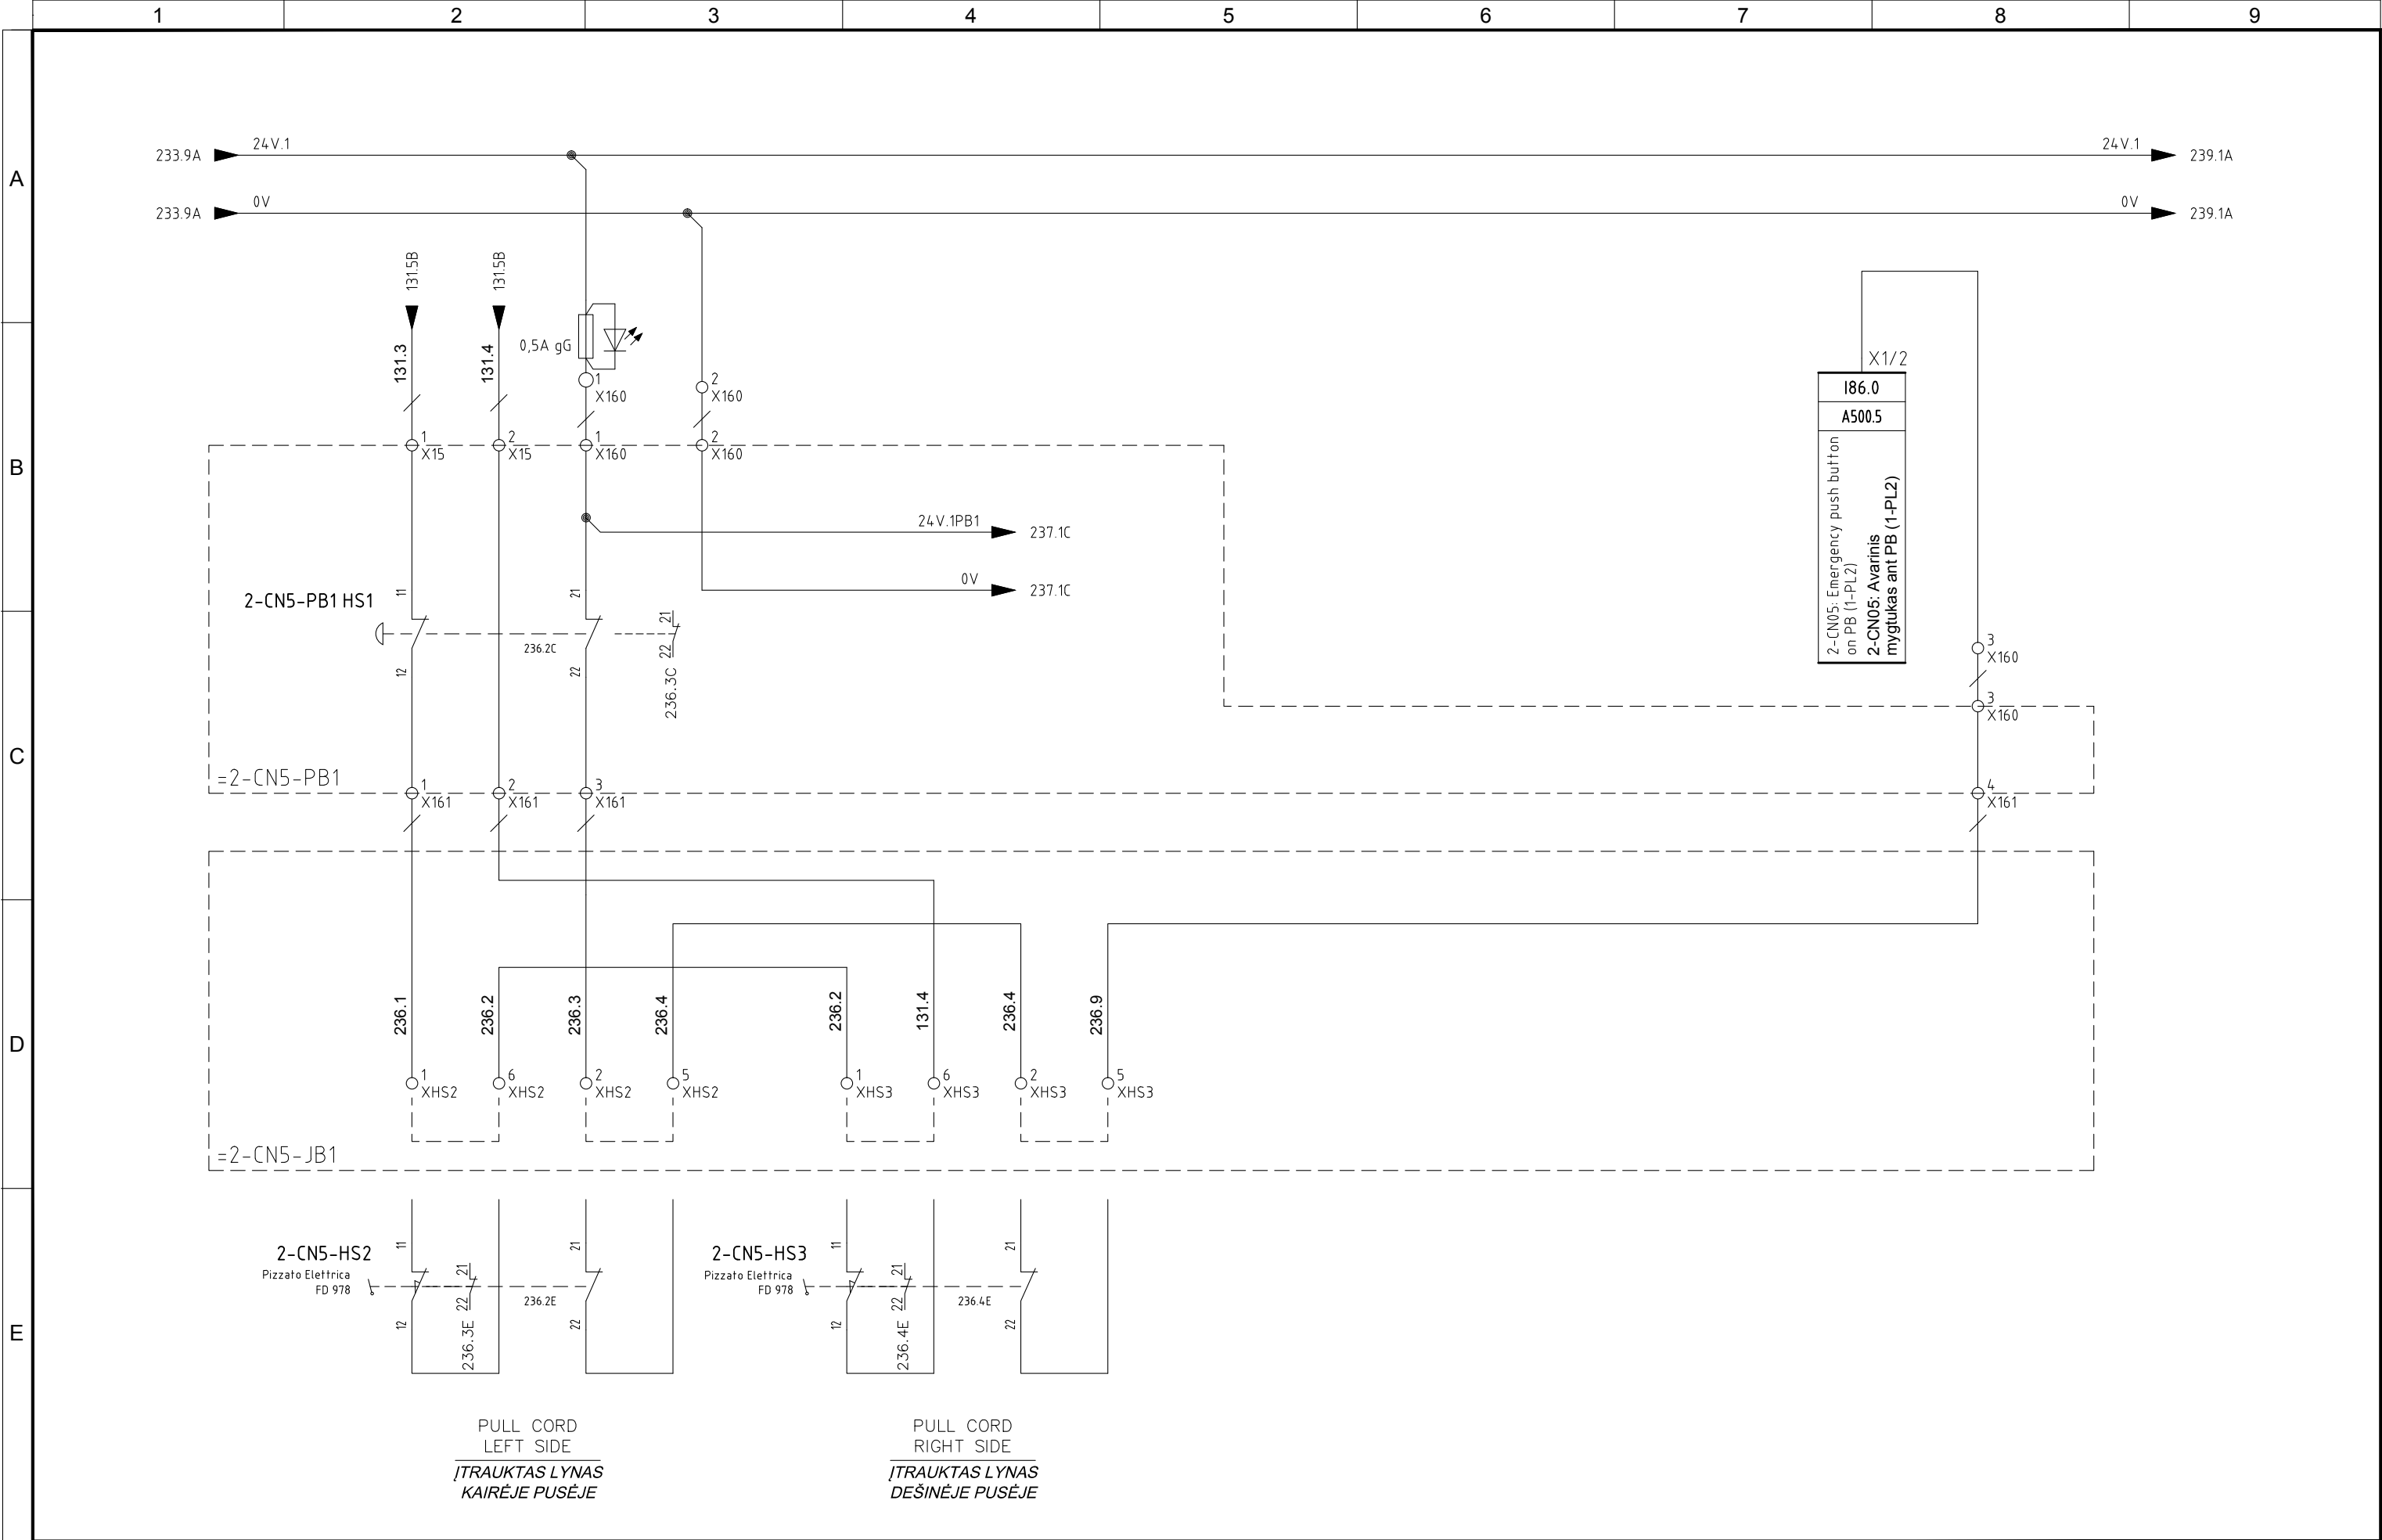 1 2 3 4 5 6 7 8 9
A
B
C
D
E
233.9A 24V.1 24V.1 239.1A
233.9A 0V 0V 239.1A
131.5B 131.5B
131.3 131.4
0,5A gG
1
X160
2
X160
1
X15
2
X15
1
X160
2
X160
24V.1PB1 237.1C
0V 237.1C
X1/2
I86.0
A500.5
2-CN05: Emergency push button
on PB (1-PL2)
2-CN05: Avarinis
mygtukas ant PB (1-PL2)
2-CN5-PB1 HS1
11
12
21
22
236.2C
21
22
236.3C
3
X160
3
X160
=2-CN5-PB1
1
X161
2
X161
3
X161
4
X161
236.1 236.2 236.3 236.4 236.2 131.4 236.4 236.9
1
XHS2
6
XHS2
2
XHS2
5
XHS2
1
XHS3
6
XHS3
2
XHS3
5
XHS3
=2-CN5-JB1
2-CN5-HS2
Pizzato Elettrica
FD 978
11
12
21
22
236.3E
236.2E
21
22
2-CN5-HS3
Pizzato Elettrica
FD 978
11
12
21
22
236.4E
236.4E
21
22
PULL CORD
LEFT SIDE
ĮTRAUKTAS LYNAS
KAIRĖJE PUSĖJE
PULL CORD
RIGHT SIDE
ĮTRAUKTAS LYNAS
DEŠINĖJE PUSĖJE